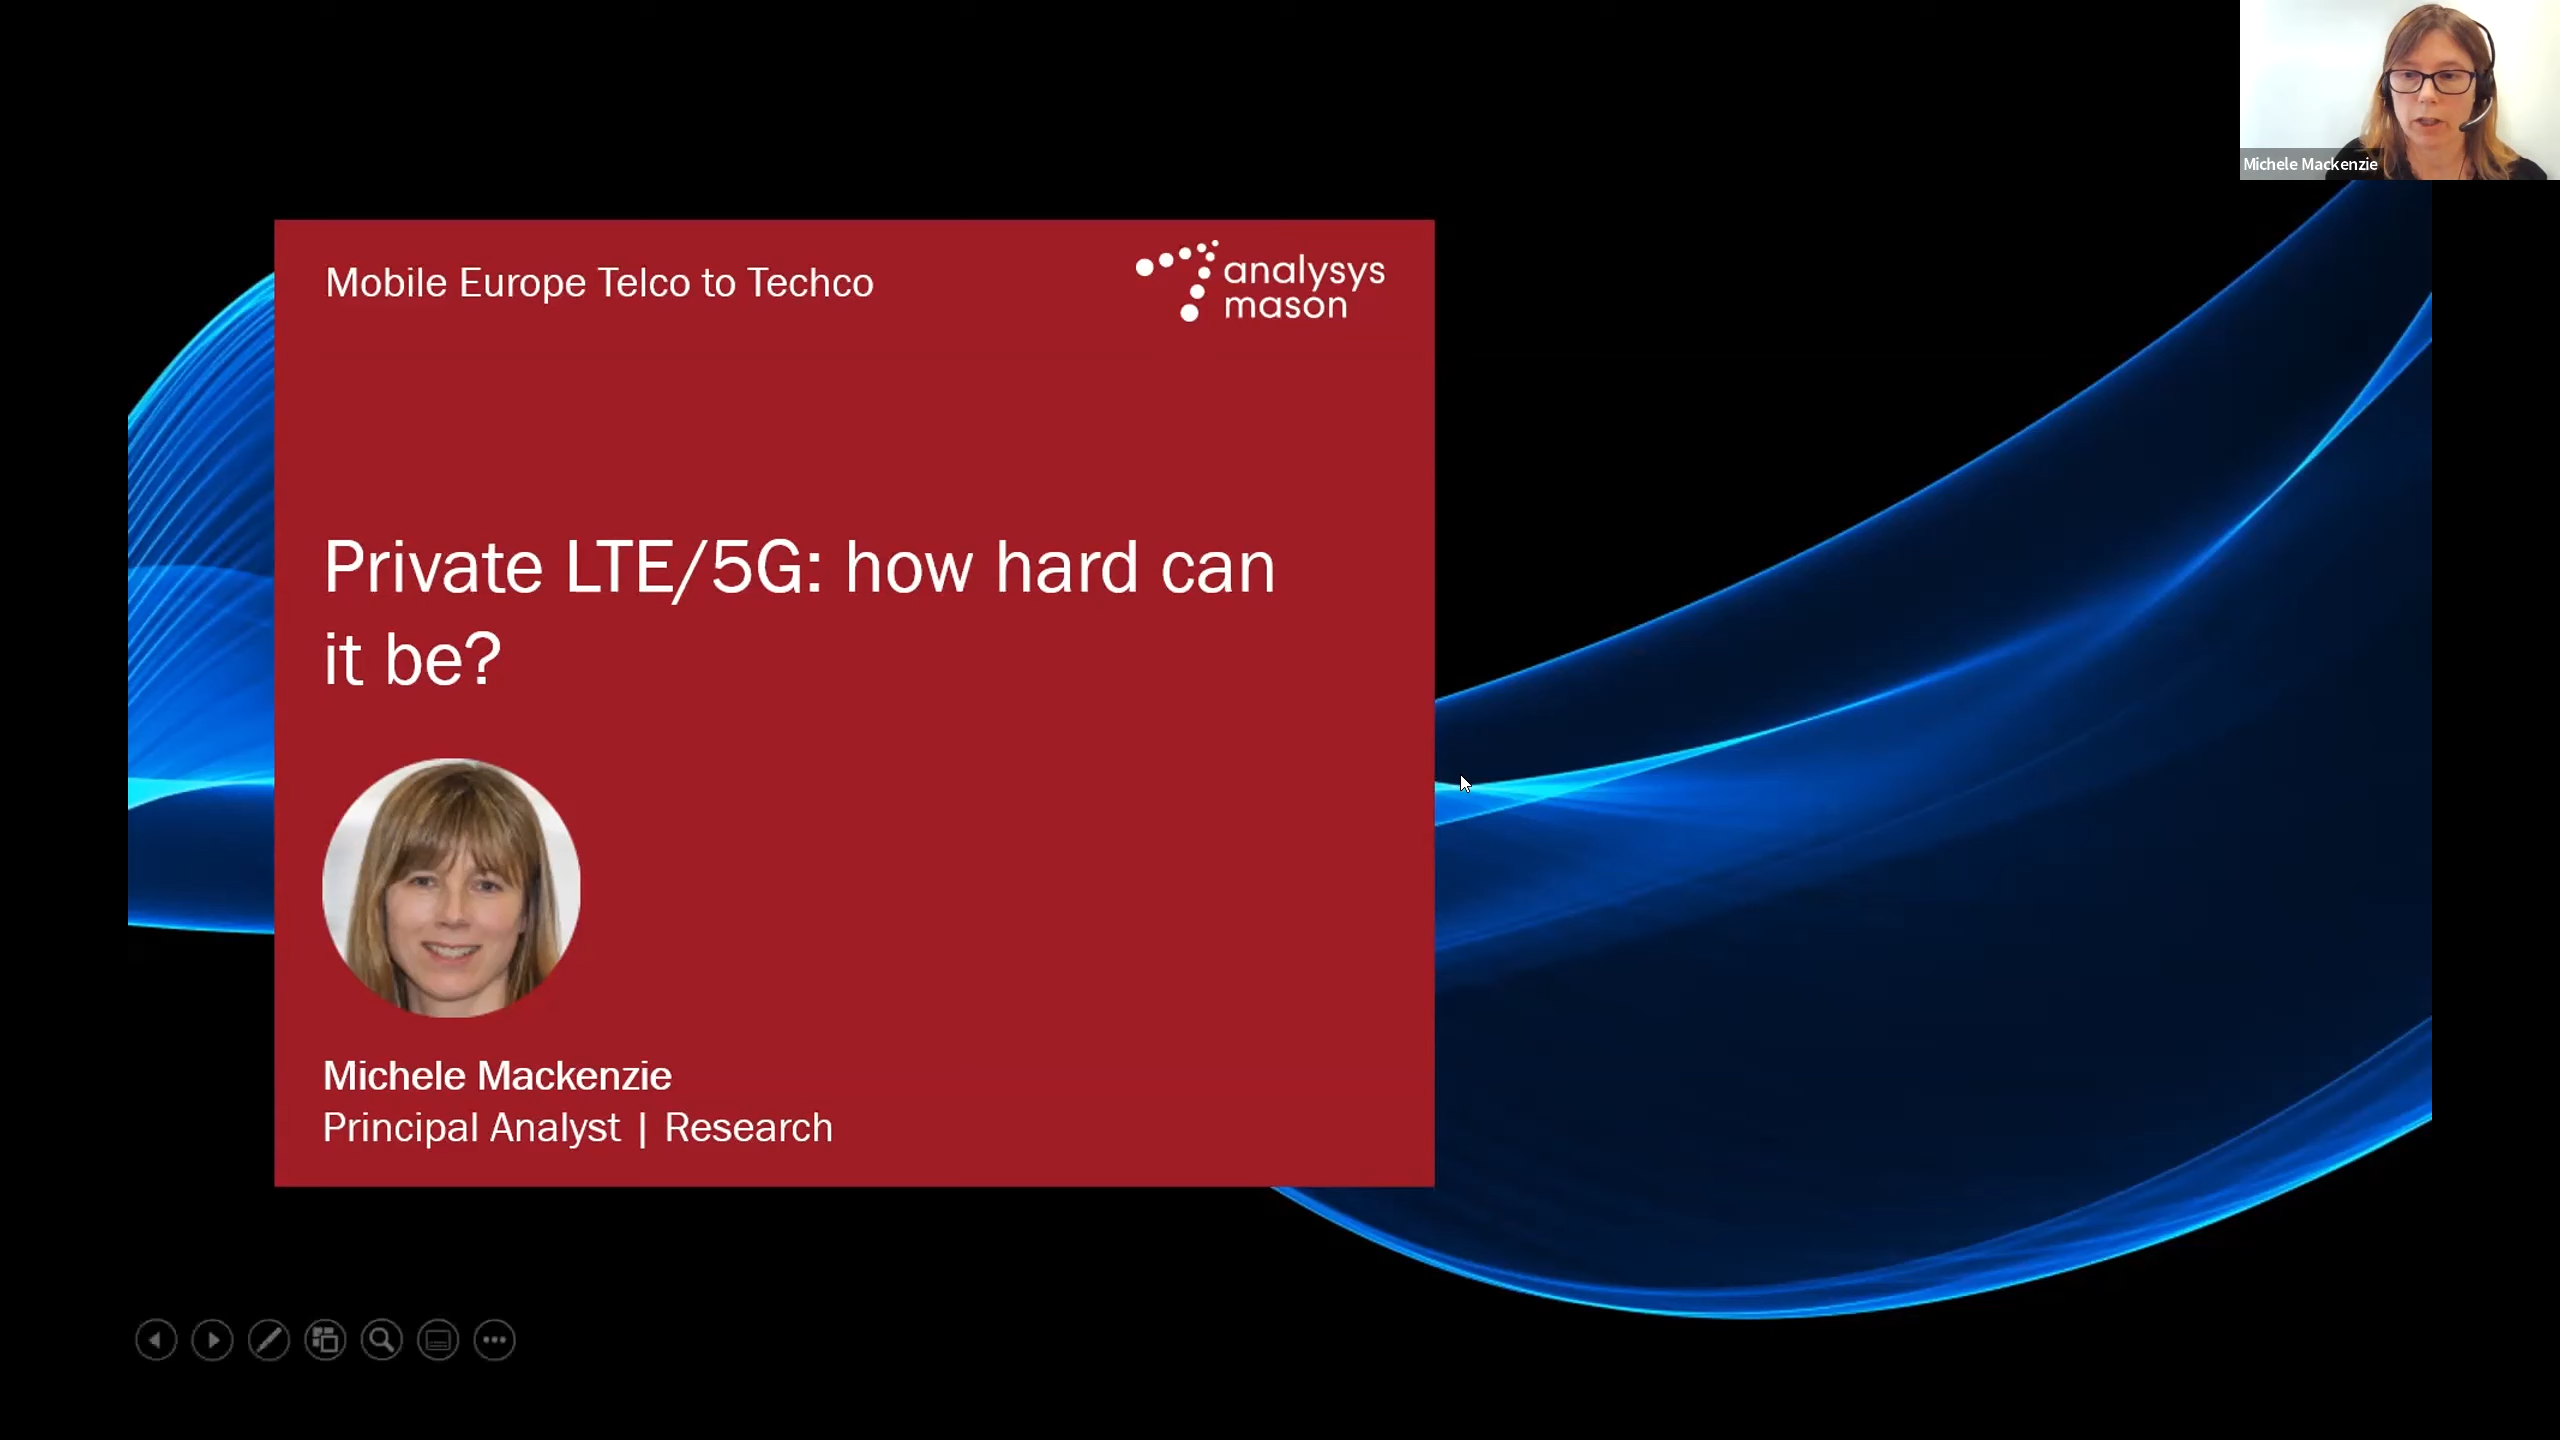 Michele Mackenzie
Mobile Europe Telco to Techco
analysys
mason
Private LTE/5G: how hard can
it be?
Michele Mackenzie
Principal Analyst | Research